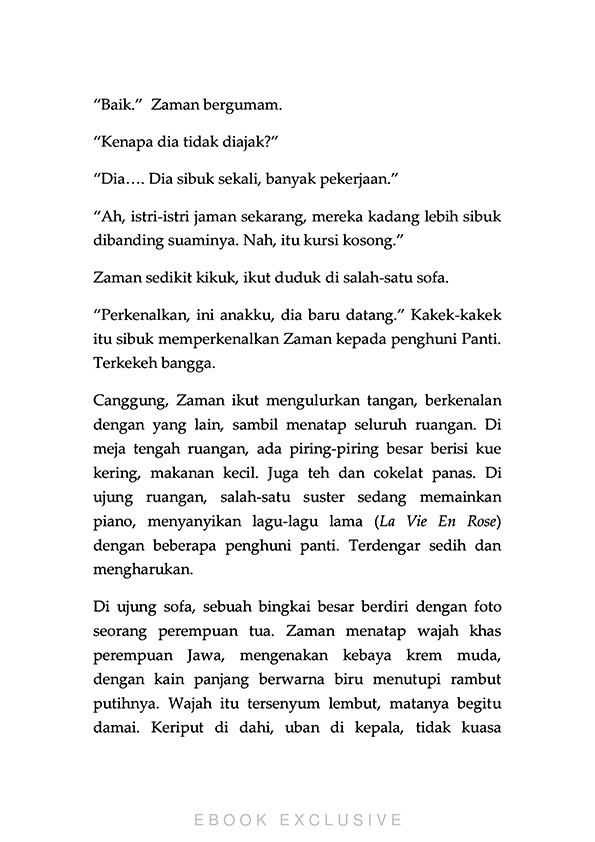 “Baik.”  Zaman bergumam.
“Kenapa dia tidak diajak?”
“Dia…. Dia sibuk sekali, banyak pekerjaan.”
“Ah, istri-istri jaman sekarang, mereka kadang lebih sibuk
dibanding suaminya. Nah, itu kursi kosong.”
Zaman sedikit kikuk, ikut duduk di salah-satu sofa.
“Perkenalkan, ini anakku, dia baru datang.” Kakek-kakek
itu sibuk memperkenalkan Zaman kepada penghuni Panti.
Terkekeh bangga.
Canggung, Zaman ikut mengulurkan tangan, berkenalan
dengan yang lain, sambil menatap seluruh ruangan. Di
meja tengah ruangan, ada piring-piring besar berisi kue
kering, makanan kecil. Juga teh dan cokelat panas. Di
ujung ruangan, salah-satu suster sedang memainkan
piano, menyanyikan lagu-lagu lama (La Vie En Rose)
dengan beberapa penghuni panti. Terdengar sedih dan
mengharukan.
Di ujung sofa, sebuah bingkai besar berdiri dengan foto
seorang perempuan tua. Zaman menatap wajah khas
perempuan Jawa, mengenakan kebaya krem muda,
dengan kain panjang berwarna biru menutupi rambut
putihnya. Wajah itu tersenyum lembut, matanya begitu
damai. Keriput di dahi, uban di kepala, tidak kuasa
EBOOK EXCLUSIVE